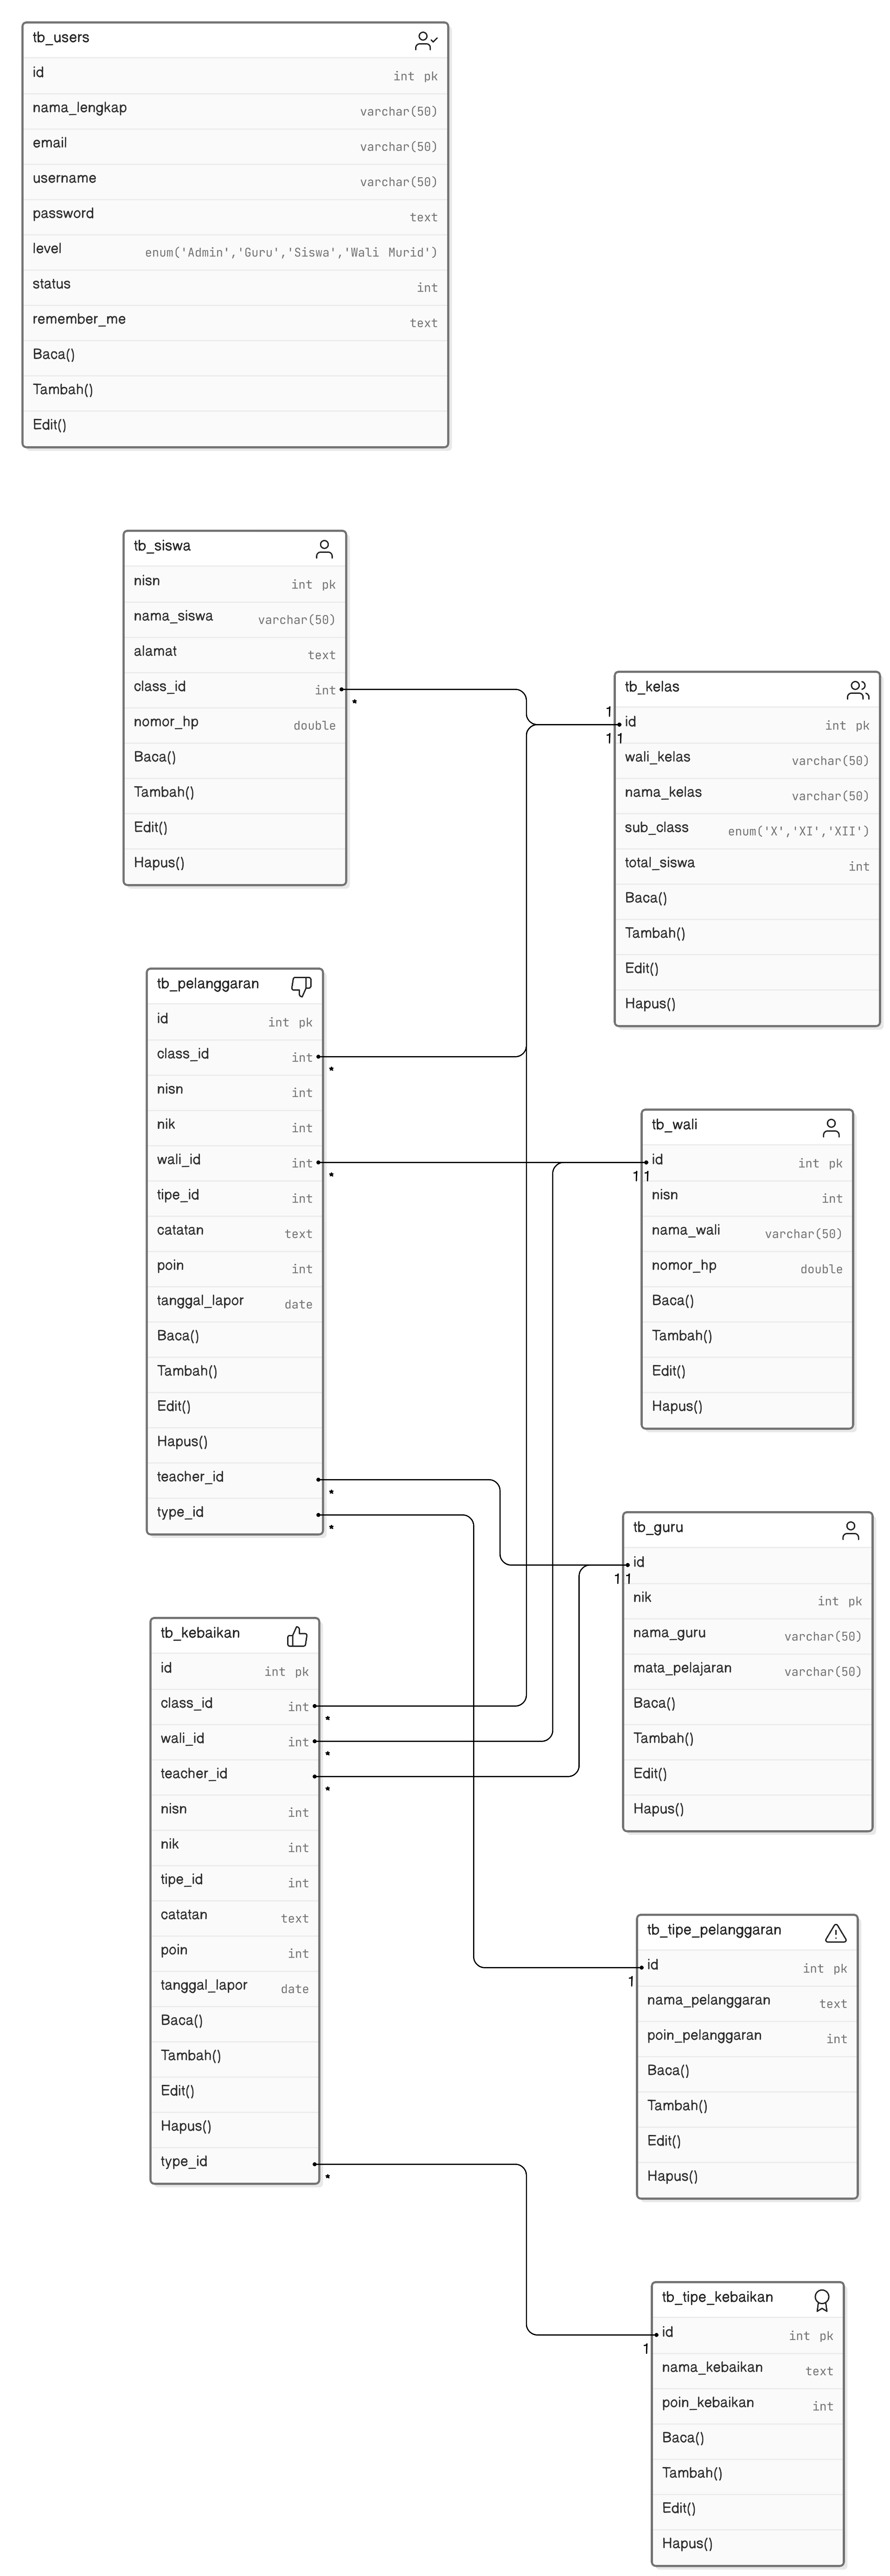 tb_users
id int pk
nama_lengkap varchar(50)
email varchar(50)
username varchar(50)
password text
level enum('Admin','Guru','Siswa','Wali Murid')
status int
remember_me text
Baca()
Tambah()
Edit()
tb_siswa
nisn int pk
nama_siswa varchar(50)
alamat text
class_id int
*
nomor_hp double
Baca()
Tambah()
Edit()
Hapus()
tb_kelas
1
id int pk
1 1
wali_kelas varchar(50)
nama_kelas varchar(50)
sub_class enum('X','XI','XII')
total_siswa int
Baca()
Tambah()
Edit()
Hapus()
tb_pelanggaran
id int pk
class_id int
*
nisn int
nik int
wali_id int
*
tipe_id int
catatan text
poin int
tanggal_lapor date
Baca()
Tambah()
Edit()
Hapus()
teacher_id
*
type_id
*
tb_wali
id int pk
1 1
nisn int
nama_wali varchar(50)
nomor_hp double
Baca()
Tambah()
Edit()
Hapus()
tb_guru
id
1 1
nik int pk
nama_guru varchar(50)
mata_pelajaran varchar(50)
Baca()
Tambah()
Edit()
Hapus()
tb_kebaikan
id int pk
class_id int
*
wali_id int
*
teacher_id
*
nisn int
nik int
tipe_id int
catatan text
poin int
tanggal_lapor date
Baca()
Tambah()
Edit()
Hapus()
type_id
*
tb_tipe_pelanggaran
id int pk
1
nama_pelanggaran text
poin_pelanggaran int
Baca()
Tambah()
Edit()
Hapus()
tb_tipe_kebaikan
id int pk
1
nama_kebaikan text
poin_kebaikan int
Baca()
Tambah()
Edit()
Hapus()